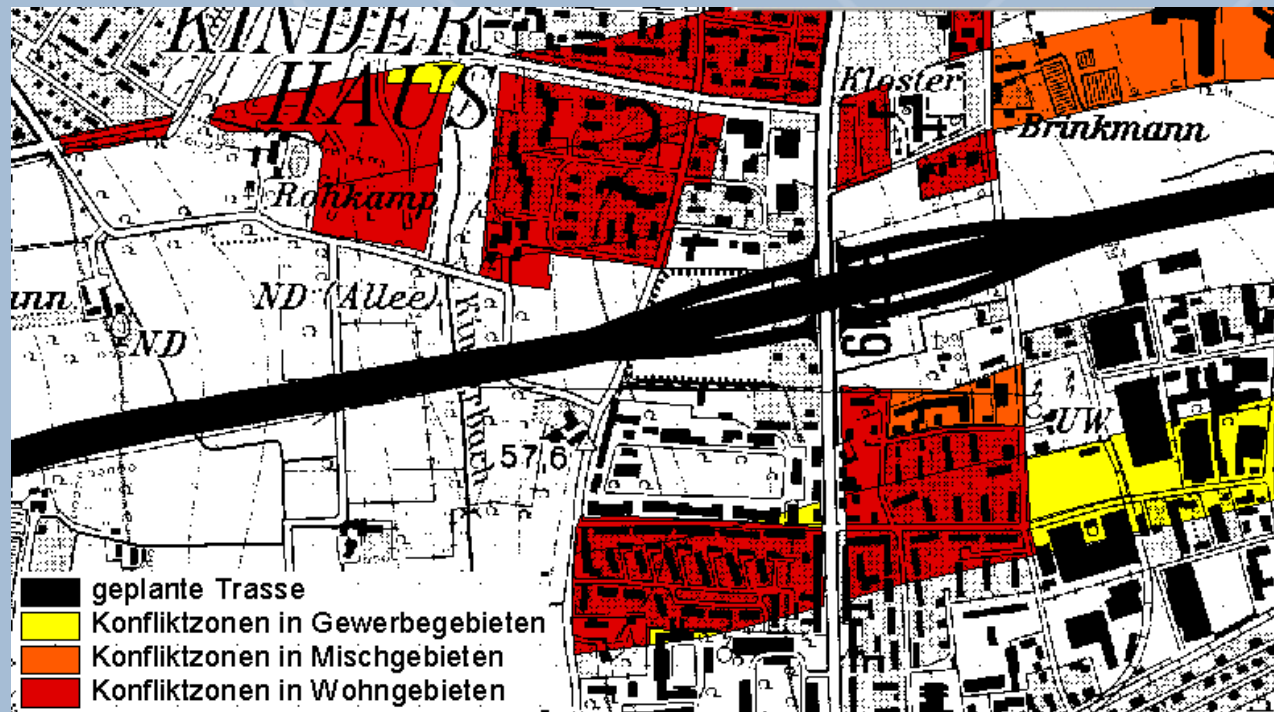 KINDER
HAUS
Kloster
Brinkmann
Rohkamp
ND (Allee)
ND
UW
57,6
geplante Trasse
Konfliktzonen in Gewerbegebieten
Konfliktzonen in Mischgebieten
Konfliktzonen in Wohngebieten